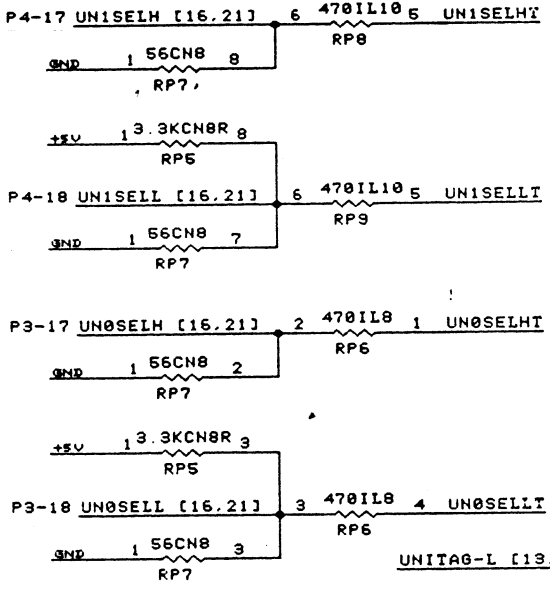 P4-17 UN1SELH [16,21] 6 470IL10 5 UN1SELHT
RP8
GND 1 56CN8 8
RP7
+5V 1 3.3KCN8R 8
RP5
P4-18 UN1SELL [16,21] 6 470IL10 5 UN1SELLT
RP9
GND 1 56CN8 7
RP7
P3-17 UN0SELH [16,21] 2 470IL8 1 UN0SELHT
RP6
GND 1 56CN8 2
RP7
+5V 1 3.3KCN8R 3
RP5
P3-18 UN0SELL [16,21] 3 470IL8 4 UN0SELLT
RP6
GND 1 56CN8 3
RP7
UNITAG-L [13.